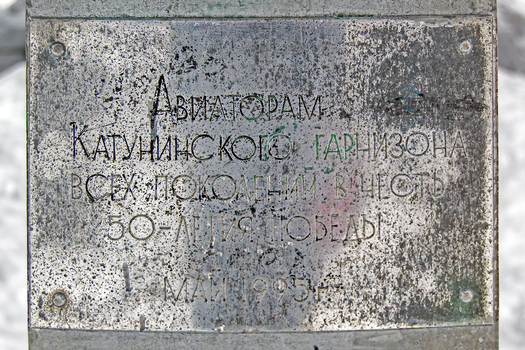 Авиаторам
Катунинского гарнизона
всех поколений в честь
50-летия Победы
май 1995 г.